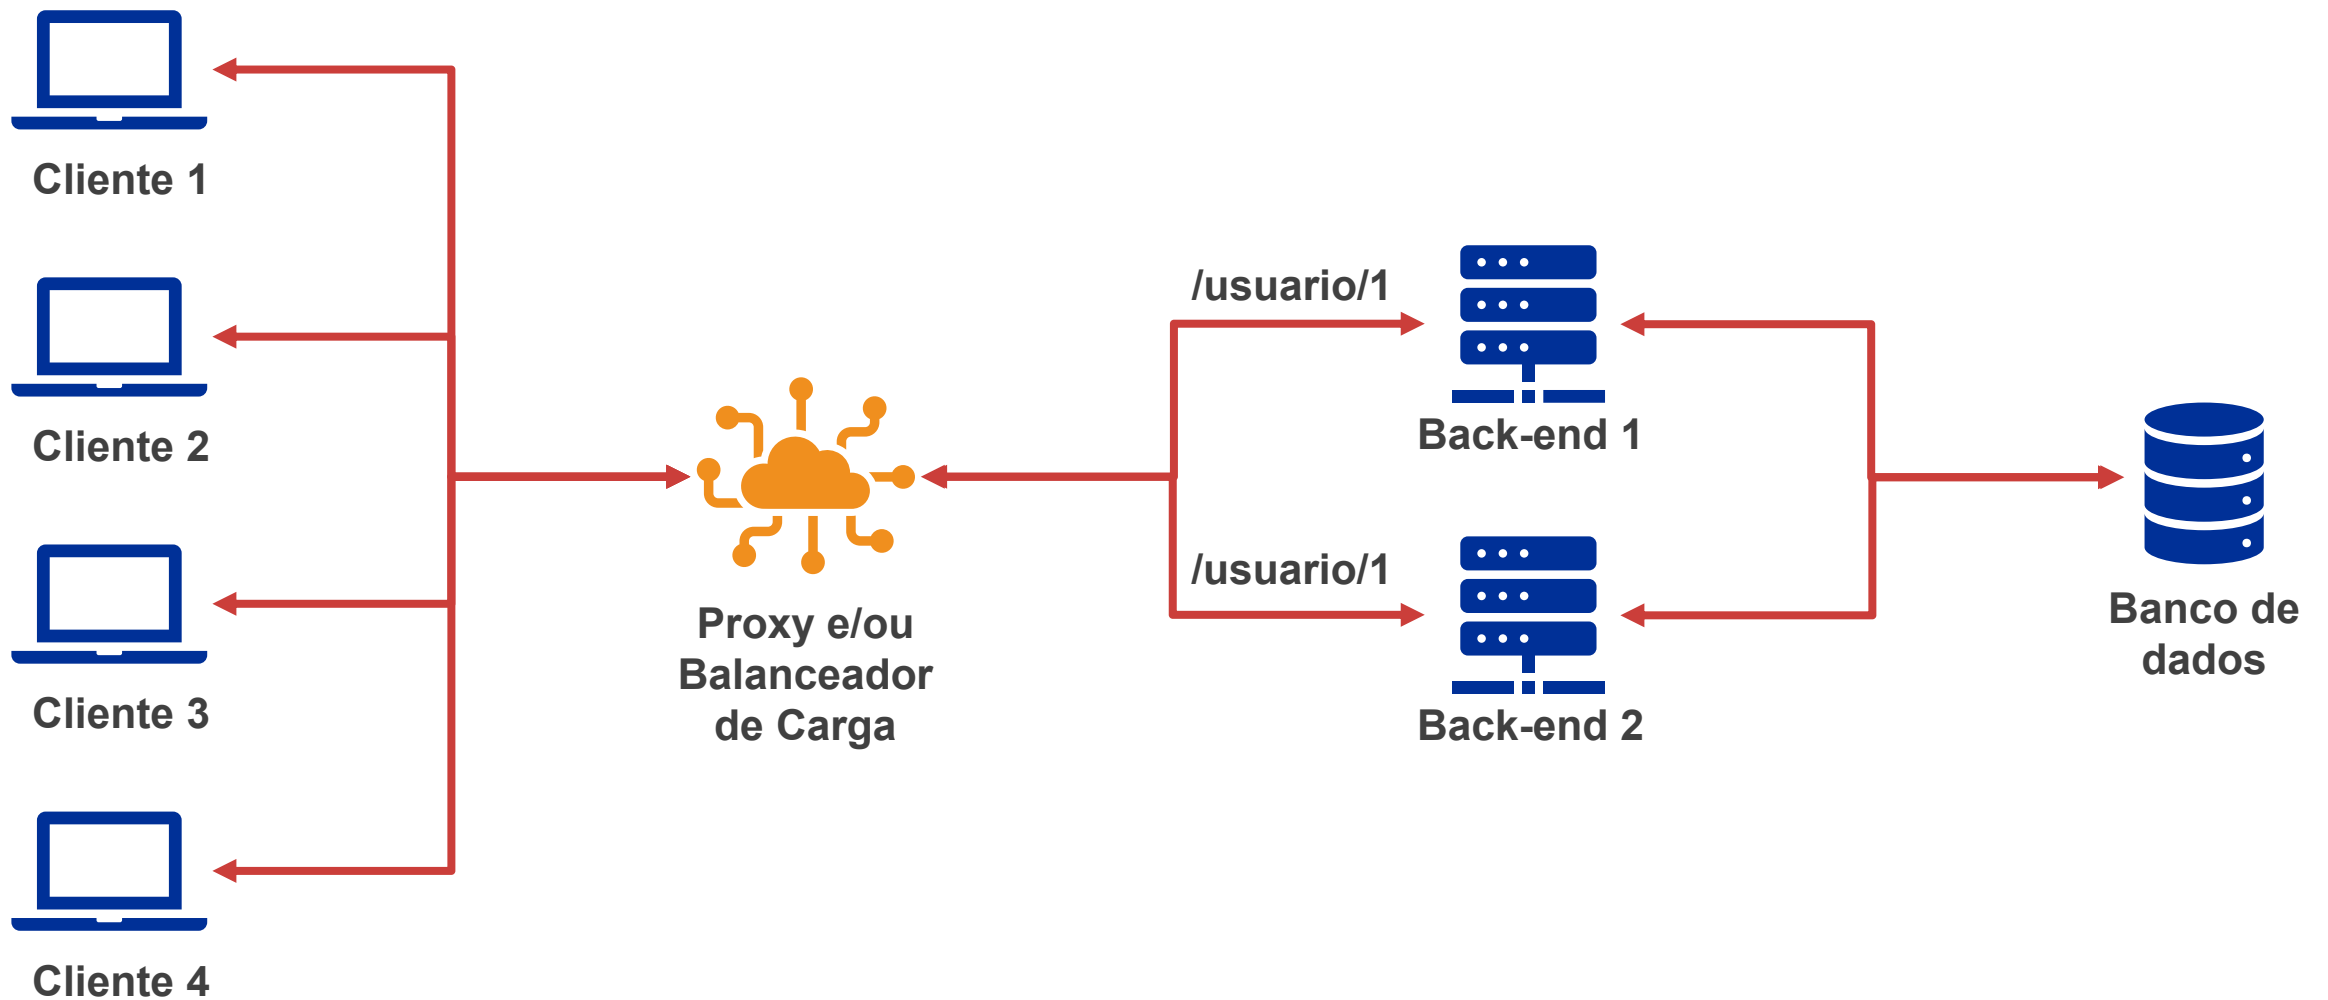 Cliente 1
Cliente 2
Cliente 3
Cliente 4
Proxy e/ou
Balanceador
de Carga
/usuario/1
Back-end 1
/usuario/1
Back-end 2
Banco de
dados